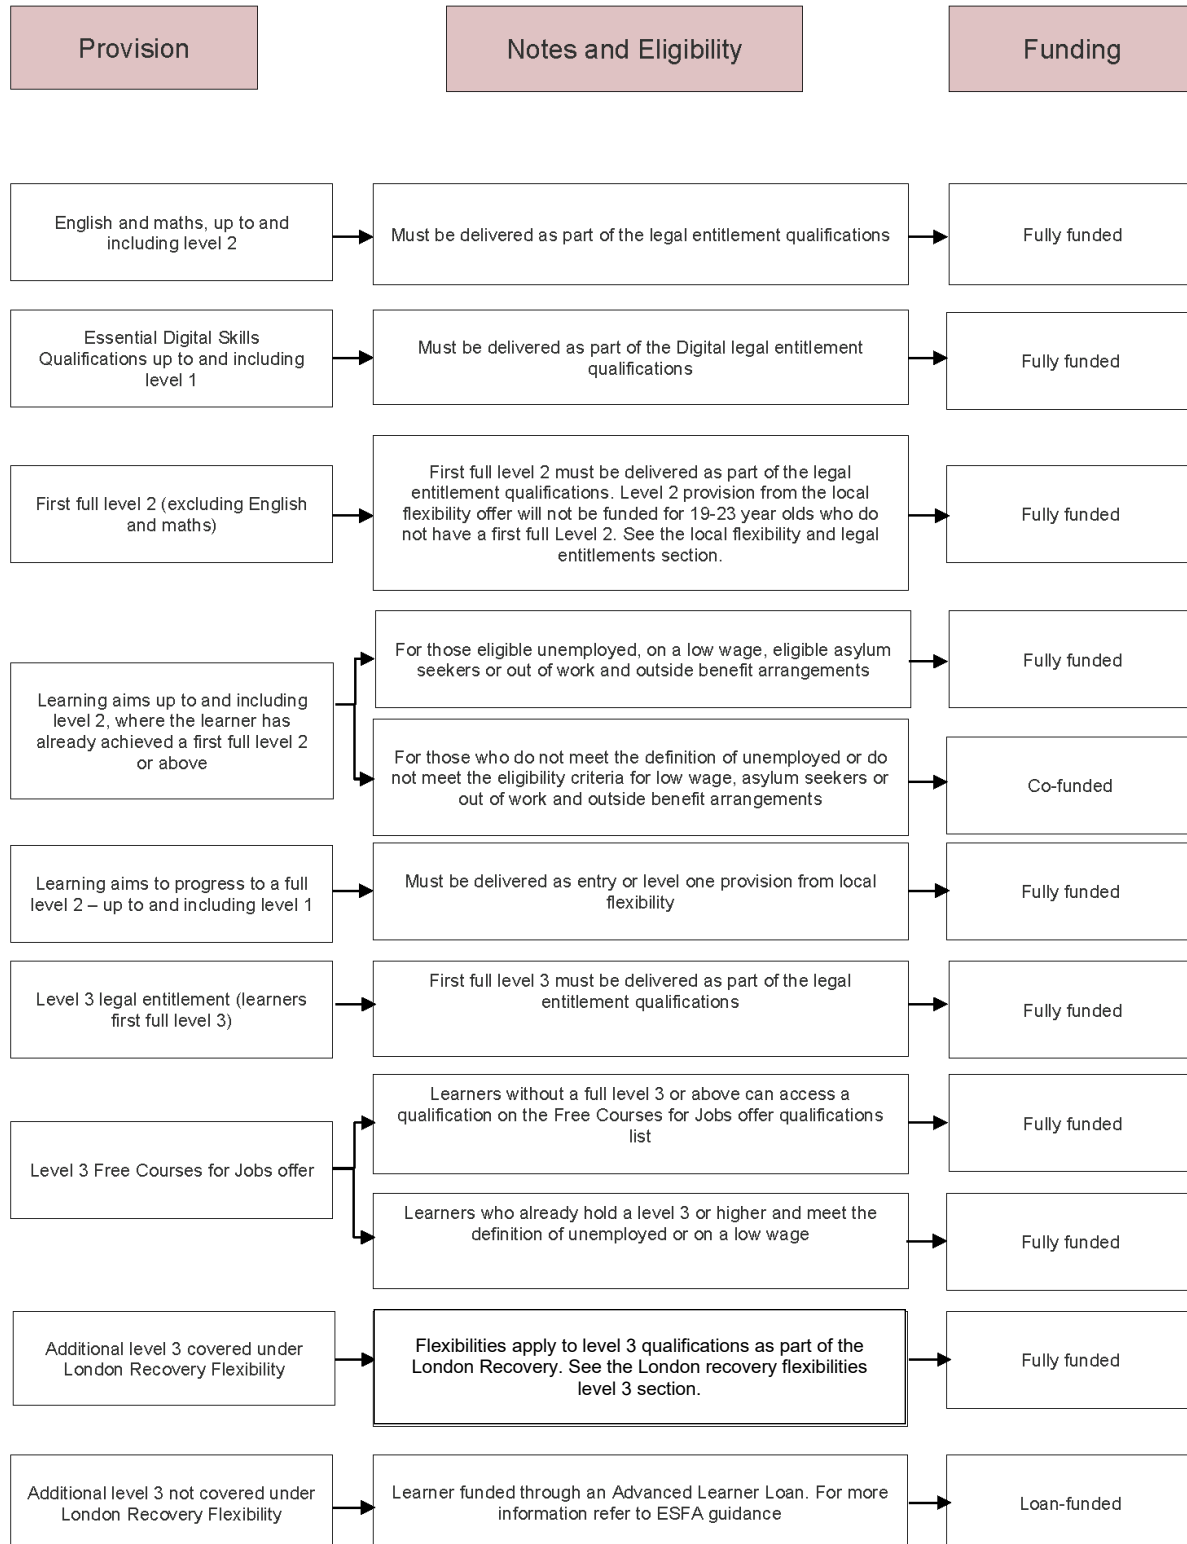 Provision
Notes and Eligibility
Funding
English and maths, up to and
including level 2
Must be delivered as part of the legal entitlement qualifications
Fully funded
Essential Digital Skills
Qualifications up to and including
level 1
Must be delivered as part of the Digital legal entitlement
qualifications
Fully funded
First full level 2 (excluding English
and maths)
First full level 2 must be delivered as part of the legal
entitlement qualifications. Level 2 provision from the local
flexibility offer will not be funded for 19-23 year olds who do
not have a first full Level 2. See the local flexibility and legal
entitlements section.
Fully funded
Learning aims up to and including
level 2, where the learner has
already achieved a first full level 2
or above
For those eligible unemployed, on a low wage, eligible asylum
seekers or out of work and outside benefit arrangements
Fully funded
For those who do not meet the definition of unemployed or do
not meet the eligibility criteria for low wage, asylum seekers or
out of work and outside benefit arrangements
Co-funded
Learning aims to progress to a full
level 2 – up to and including level 1
Must be delivered as entry or level one provision from local
flexibility
Fully funded
Level 3 legal entitlement (learners
first full level 3)
First full level 3 must be delivered as part of the legal
entitlement qualifications
Fully funded
Level 3 Free Courses for Jobs offer
Learners without a full level 3 or above can access a
qualification on the Free Courses for Jobs offer qualifications
list
Fully funded
Learners who already hold a level 3 or higher and meet the
definition of unemployed or on a low wage
Fully funded
Additional level 3 covered under
London Recovery Flexibility
Flexibilities apply to level 3 qualifications as part of the
London Recovery. See the London recovery flexibilities
level 3 section.
Fully funded
Additional level 3 not covered under
London Recovery Flexibility
Learner funded through an Advanced Learner Loan. For more
information refer to ESFA guidance
Loan-funded